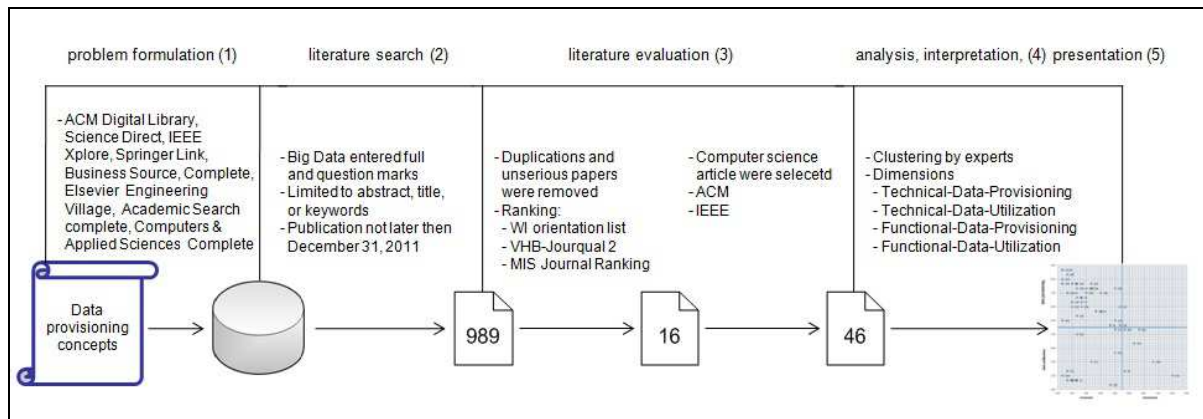 problem formulation (1)
literature search (2)
literature evaluation (3)
analysis, interpretation, (4) presentation (5)
- ACM Digital Library,
Science Direct, IEEE
Xplore, Springer Link,
Business Source, Complete,
Elsevier Engineering
Village, Academic Search
complete, Computers &
Applied Sciences Complete
- Big Data entered full
and question marks
- Limited to abstract, title,
or keywords
- Publication not later then
December 31, 2011
- Duplications and
unserious papers
were removed
- Ranking:
- WI orientation list
- VHB-Jourqual 2
- MIS Journal Ranking
- Computer science
article were selecetd
- ACM
- IEEE
- Clustering by experts
- Dimensions
- Technical-Data-Provisioning
- Technical-Data-Utilization
- Functional-Data-Provisioning
- Functional-Data-Utilization
Data
provisioning
concepts
989
16
46